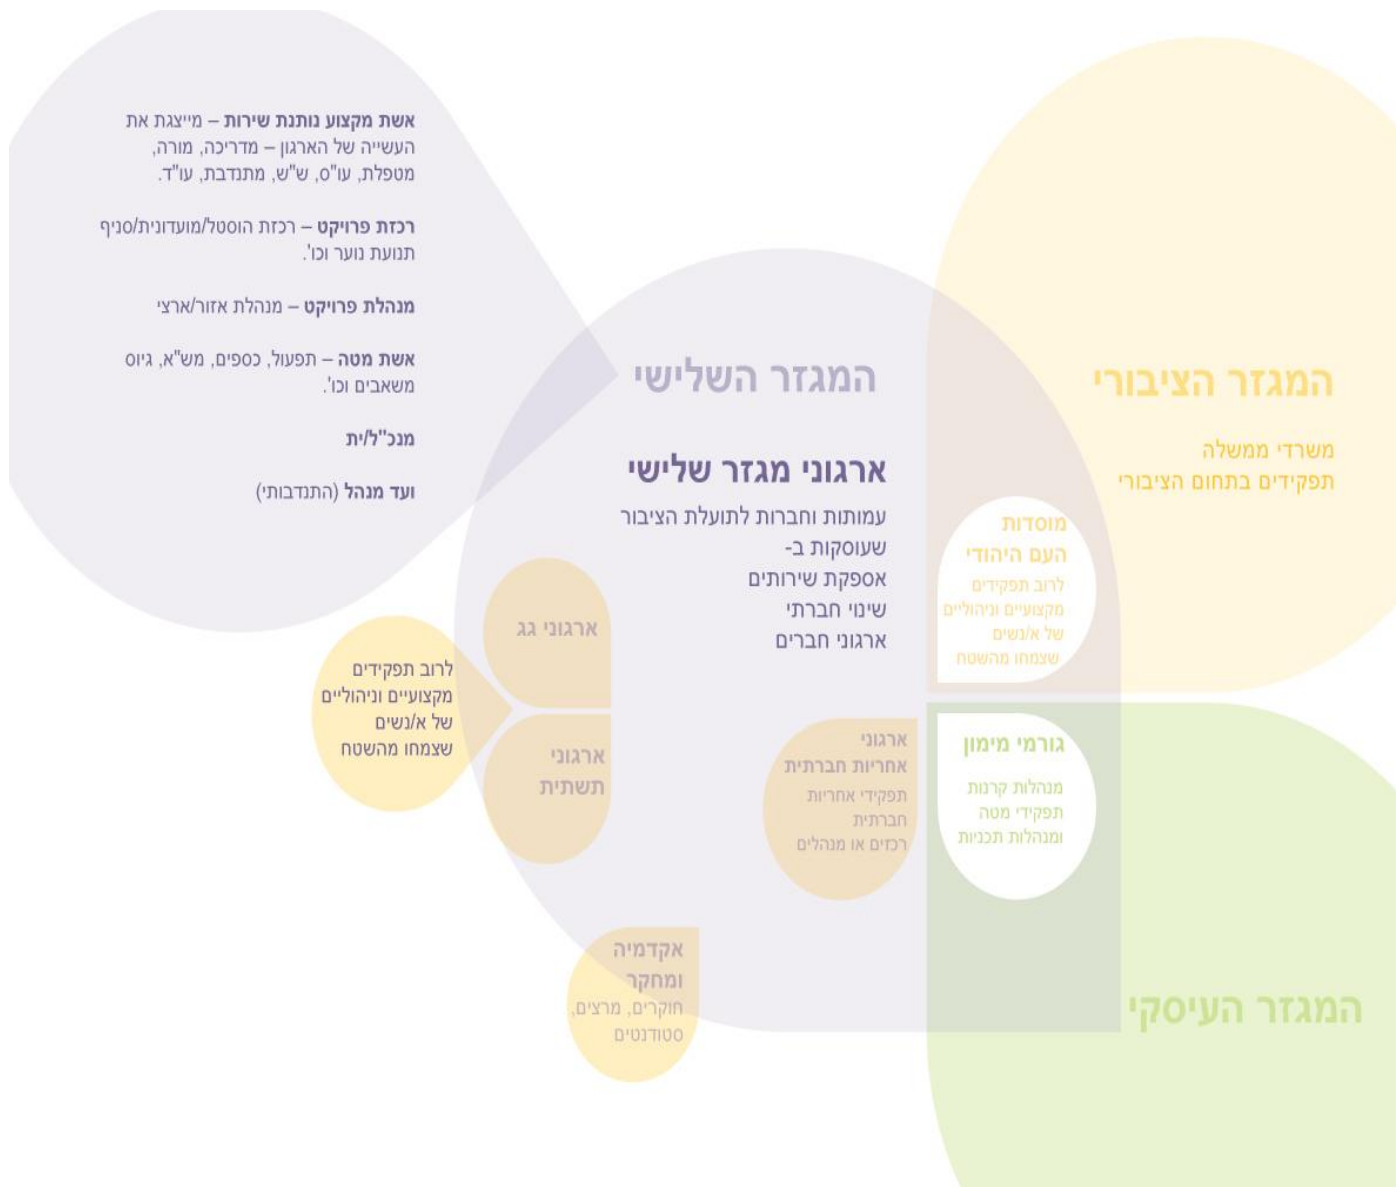 אשת מקצוע נותנת שירות – מייצגת את
העשייה של הארגון – מדריכה, מורה,
מטפלת, עו"ס, ש"ש, מתנדבת, עו"ד.
רכזת פרויקט – רכזת הוסטל/מועדונית/סניף
תנועת נוער וכו'.
מנהלת פרויקט – מנהלת אזור/ארצי
אשת מטה – תפעול, כספים, מש"א, גיוס
משאבים וכו'.
מנכ"ל/ית
ועד מנהל (התנדבותי)
המגזר השלישי
ארגוני מגזר שלישי
עמותות וחברות לתועלת הציבור
שעוסקות ב-
אספקת שירותים
שינוי חברתי
ארגוני חברים
המגזר הציבורי
משרדי ממשלה
תפקידים בתחום הציבורי
מוסדות
העם היהודי
לרוב תפקידים
מקצועיים וניהוליים
של א/נשים
שצמחו מהשטח
ארגוני גג
לרוב תפקידים
מקצועיים וניהוליים
של א/נשים
שצמחו מהשטח
ארגוני
תשתית
ארגוני
אחריות חברתית
תפקידי אחריות
חברתית
רכזים או מנהלים
גורמי מימון
מנהלות קרנות
תפקידי מטה
ומנהלות תכניות
אקדמיה
ומחקר
חוקרים, מרצים,
סטודנטים
המגזר העיסקי